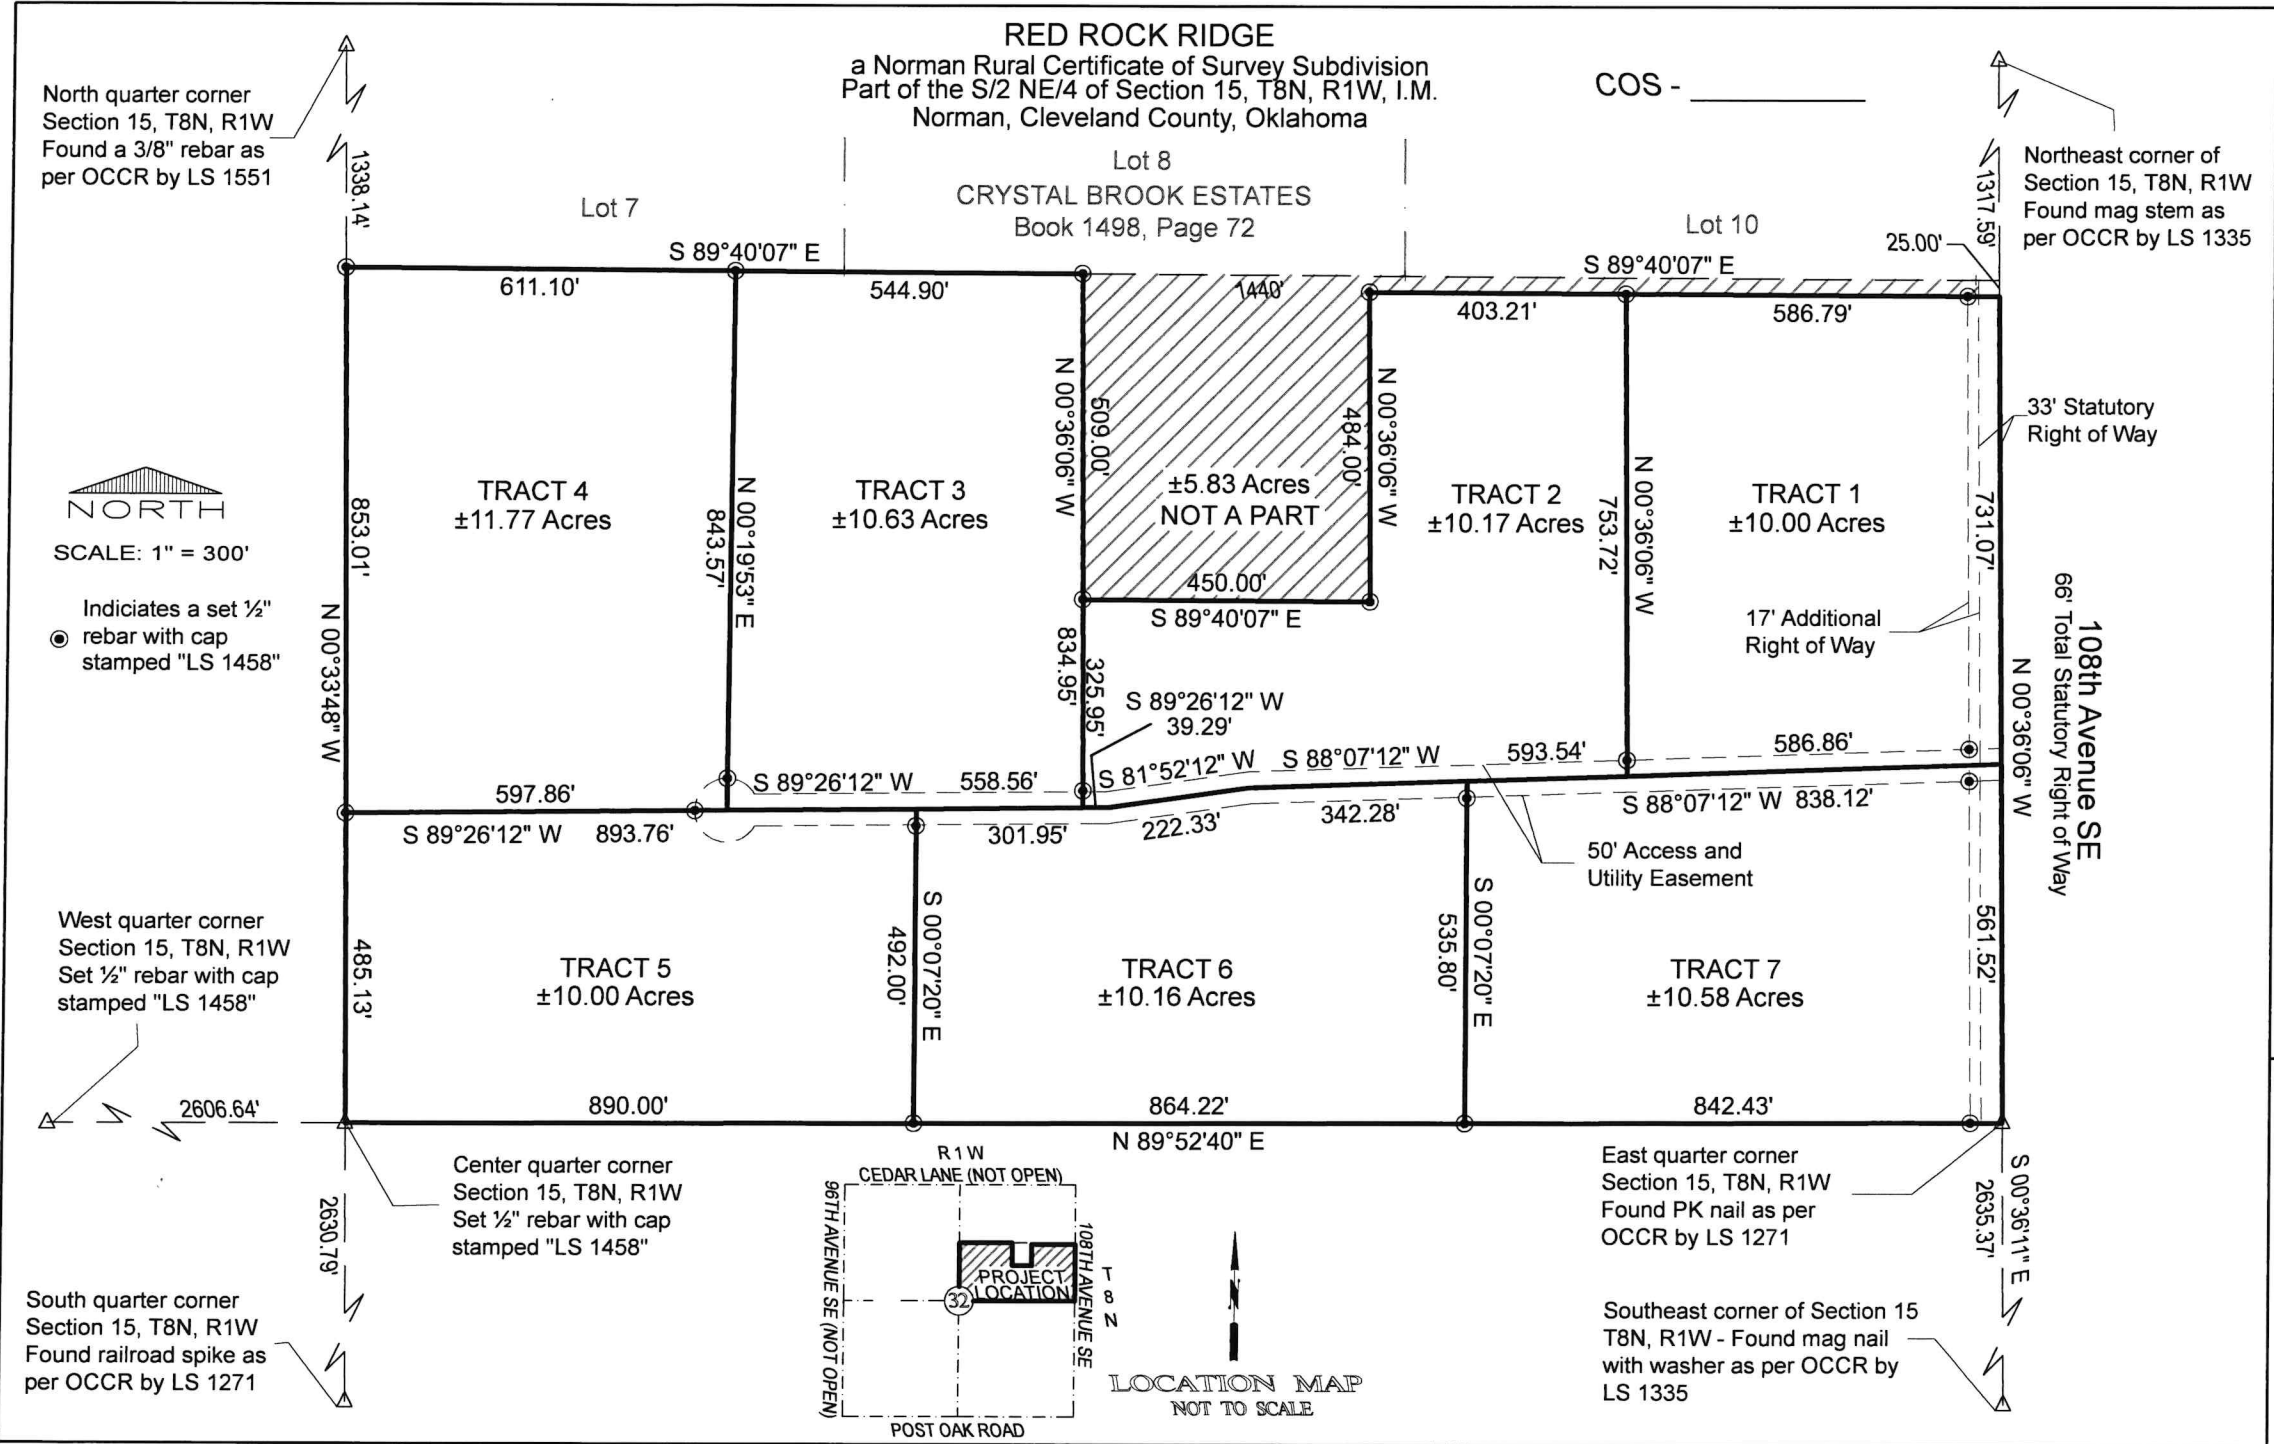 RED ROCK RIDGE
a Norman Rural Certificate of Survey Subdivision
Part of the S/2 NE/4 of Section 15, T8N, R1W, I.M.
Norman, Cleveland County, Oklahoma
COS - 
North quarter corner
Section 15, T8N, R1W
Found a 3/8" rebar as
per OCCR by LS 1551
1338.14'
Lot 7
Lot 8
CRYSTAL BROOK ESTATES
Book 1498, Page 72
Lot 10
25.00'
1317.59'
Northeast corner of
Section 15, T8N, R1W
Found mag stem as
per OCCR by LS 1335
S 89°40'07" E
611.10'
544.90'
1440'
S 89°40'07" E
403.21'
586.79'
NORTH
SCALE: 1" = 300'
Indiciates a set ½"
rebar with cap
stamped "LS 1458"
853.01'
N 00°33'48" W
TRACT 4
±11.77 Acres
N 00°19'53" E
843.57'
TRACT 3
±10.63 Acres
N 00°36'06" W
509.00'
834.95'
325.95'
±5.83 Acres
NOT A PART
450.00'
S 89°40'07" E
484.00'
N 00°36'06" W
TRACT 2
±10.17 Acres
N 00°36'06" W
753.72'
TRACT 1
±10.00 Acres
33' Statutory
Right of Way
731.07'
17' Additional
Right of Way
N 00°36'06" W
108th Avenue SE
66' Total Statutory Right of Way
S 89°26'12" W
39.29'
597.86'
S 89°26'12" W 893.76'
S 89°26'12" W 558.56'
S 81°52'12" W
S 88°07'12" W 593.54'
586.86'
301.95'
222.33'
342.28'
S 88°07'12" W 838.12'
50' Access and
Utility Easement
West quarter corner
Section 15, T8N, R1W
Set ½" rebar with cap
stamped "LS 1458"
485.13'
TRACT 5
±10.00 Acres
S 00°07'20" E
492.00'
TRACT 6
±10.16 Acres
S 00°07'20" E
535.80'
TRACT 7
±10.58 Acres
561.52'
2606.64'
890.00'
864.22'
842.43'
N 89°52'40" E
Center quarter corner
Section 15, T8N, R1W
Set ½" rebar with cap
stamped "LS 1458"
2630.79'
South quarter corner
Section 15, T8N, R1W
Found railroad spike as
per OCCR by LS 1271
R 1 W
CEDAR LANE (NOT OPEN)
96TH AVENUE SE (NOT OPEN)
PROJECT
LOCATION
32
108TH AVENUE SE
T
8
N
POST OAK ROAD
N
LOCATION MAP
NOT TO SCALE
East quarter corner
Section 15, T8N, R1W
Found PK nail as per
OCCR by LS 1271
S 00°36'11" E
2635.37'
Southeast corner of Section 15
T8N, R1W - Found mag nail
with washer as per OCCR by
LS 1335